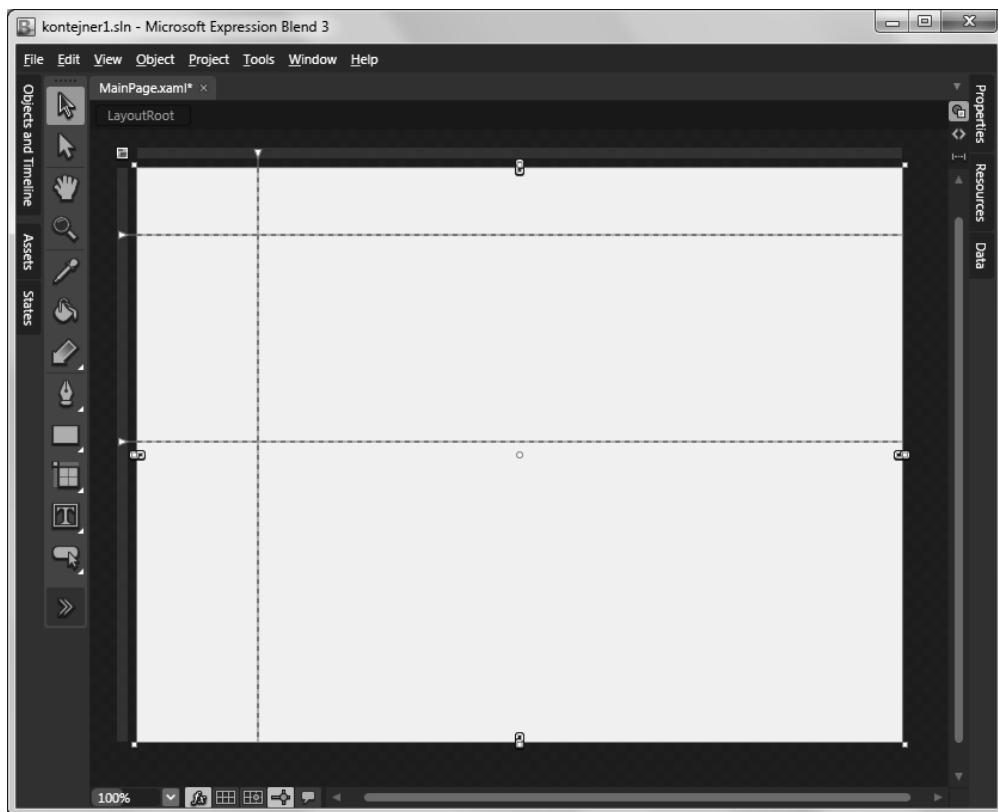 kontejner1.sln - Microsoft Expression Blend 3
File Edit View Object Project Tools Window Help
MainPage.xaml* ×
LayoutRoot
Objects and Timeline
Assets
States
Properties
Resources
Data
100%